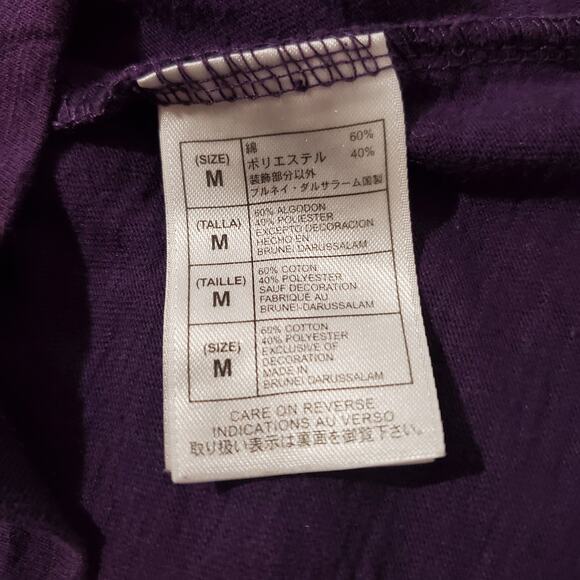 (SIZE)
M
綿 60%
ポリエステル 40%
装飾部分以外
ブルネイ・ダルサラーム国製
(TALLA)
M
60% ALGODON
40% POLIESTER
EXCEPTO DECORACION
HECHO EN
BRUNEI DARUSSALAM
(TAILLE)
M
60% COTON
40% POLYESTER
SAUF DECORATION
FABRIQUE AU
BRUNEI-DARUSSALAM
(SIZE)
M
60% COTTON
40% POLYESTER
EXCLUSIVE OF
DECORATION
MADE IN
BRUNEI DARUSSALAM
CARE ON REVERSE
INDICATIONS AU VERSO
取り扱い表示は裏面を御覧下さい。